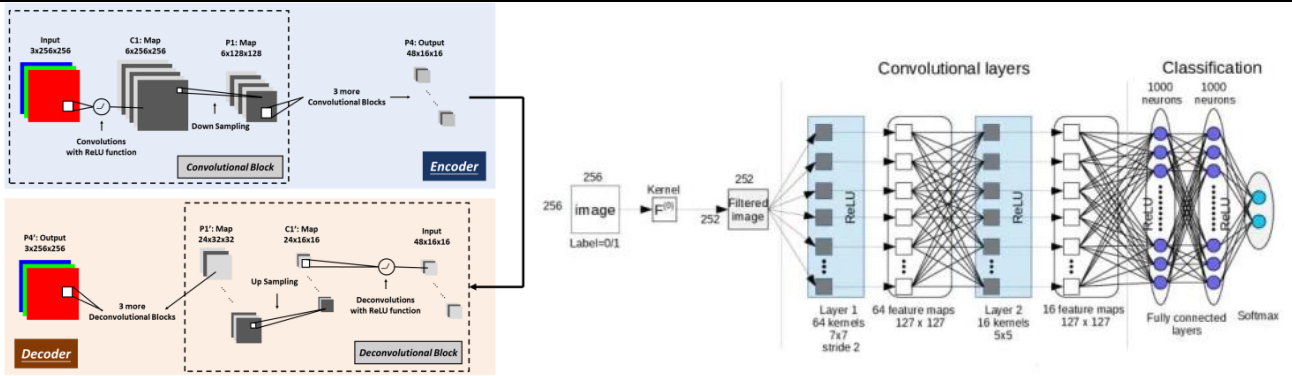 Input
3x256x256
C1: Map
6x256x256
P1: Map
6x128x128
P4: Output
48x16x16
3 more
Convolutional Blocks
Down Sampling
Convolutions
with ReLU function
Convolutional Block
Encoder
P4': Output
3x256x256
P1': Map
24x32x32
C1': Map
24x16x16
Input
48x16x16
Up Sampling
3 more
Deconvolutional Blocks
Deconvolutions
with ReLU function
Decoder
Deconvolutional Block
Convolutional layers
Classification
1000
neurons
1000
neurons
256
256
image
Label=0/1
Kernel
F(0)
252
252
Filtered
image
ReLU
ReLU
ReLU
ReLU
Layer 1
64 kernels
7x7
stride 2
64 feature maps
127 x 127
Layer 2
16 kernels
5x5
16 feature maps
127 x 127
Fully connected
layers
Softmax